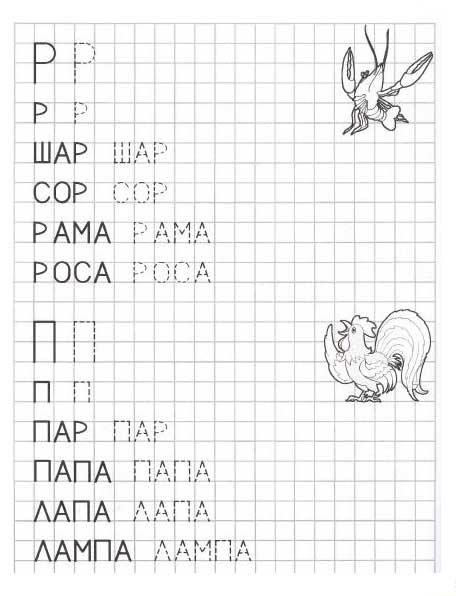 Р Р
Р Р
ШАР ШАР
СОР СОР
РАМА РАМА
РОСА РОСА
П П
П П
ПАР ПАР
ПАПА ПАПА
ЛАПА ЛАПА
ЛАМПА ЛАМПА